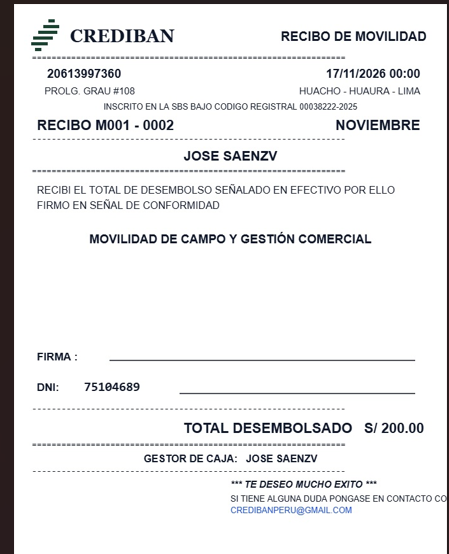 CREDIBAN RECIBO DE MOVILIDAD
20613997360 17/11/2026 00:00
PROLG. GRAU #108 HUACHO - HUAURA - LIMA
INSCRITO EN LA SBS BAJO CODIGO REGISTRAL 00038222-2025
RECIBO M001 - 0002 NOVIEMBRE
JOSE SAENZV
RECIBI EL TOTAL DE DESEMBOLSO SEÑALADO EN EFECTIVO POR ELLO
FIRMO EN SEÑAL DE CONFORMIDAD
MOVILIDAD DE CAMPO Y GESTIÓN COMERCIAL
FIRMA :
DNI: 75104689
TOTAL DESEMBOLSADO S/ 200.00
GESTOR DE CAJA: JOSE SAENZV
*** TE DESEO MUCHO EXITO ***
SI TIENE ALGUNA DUDA PONGASE EN CONTACTO CO
CREDIBANPERU@GMAIL.COM